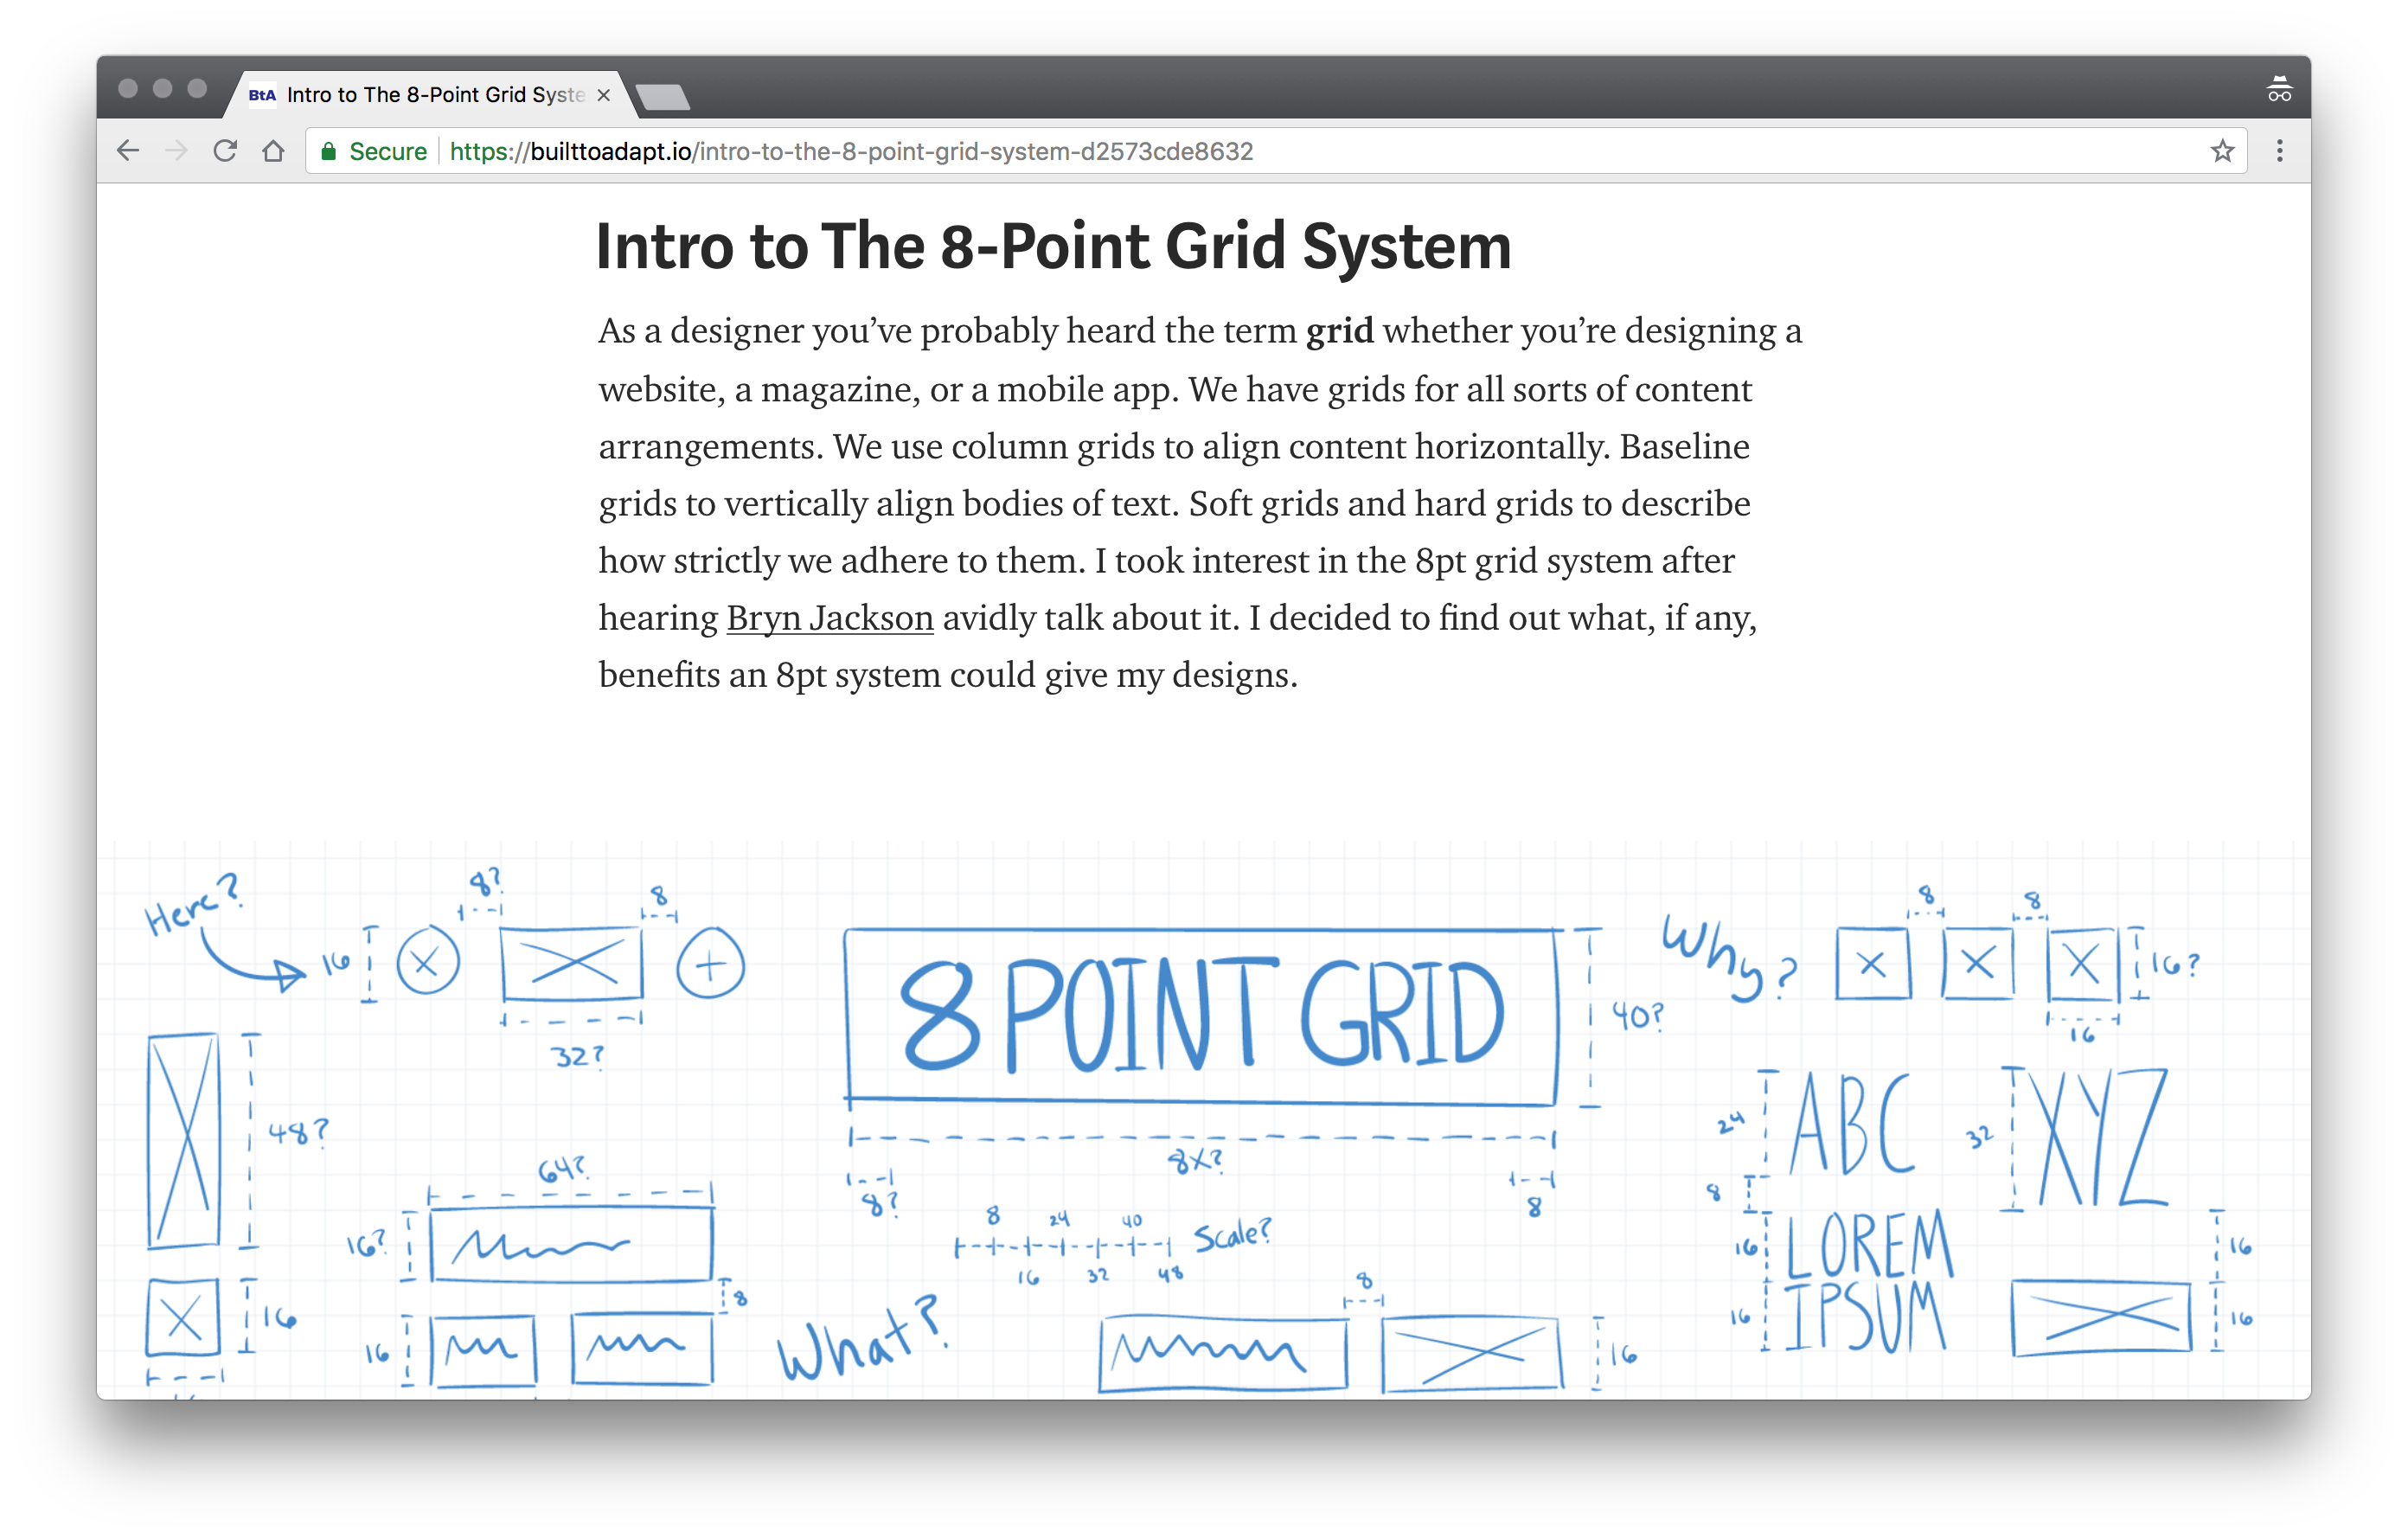 BtA Intro to The 8-Point Grid Syste
Secure https://builttoadapt.io/intro-to-the-8-point-grid-system-d2573cde8632
Intro to The 8-Point Grid System
As a designer you’ve probably heard the term grid whether you’re designing a
website, a magazine, or a mobile app. We have grids for all sorts of content
arrangements. We use column grids to align content horizontally. Baseline
grids to vertically align bodies of text. Soft grids and hard grids to describe
how strictly we adhere to them. I took interest in the 8pt grid system after
hearing Bryn Jackson avidly talk about it. I decided to find out what, if any,
benefits an 8pt system could give my designs.
Here?
8?
8
16
32?
48?
16
64?
16?
8
16
8 POINT GRID
40?
8X?
8?
8
8 24 40
Scale?
16 32 48
What?
8
16
Why?
8 8
16?
16
24 ABC
32 XYZ
8
16 LOREM
16 IPSUM
16
16